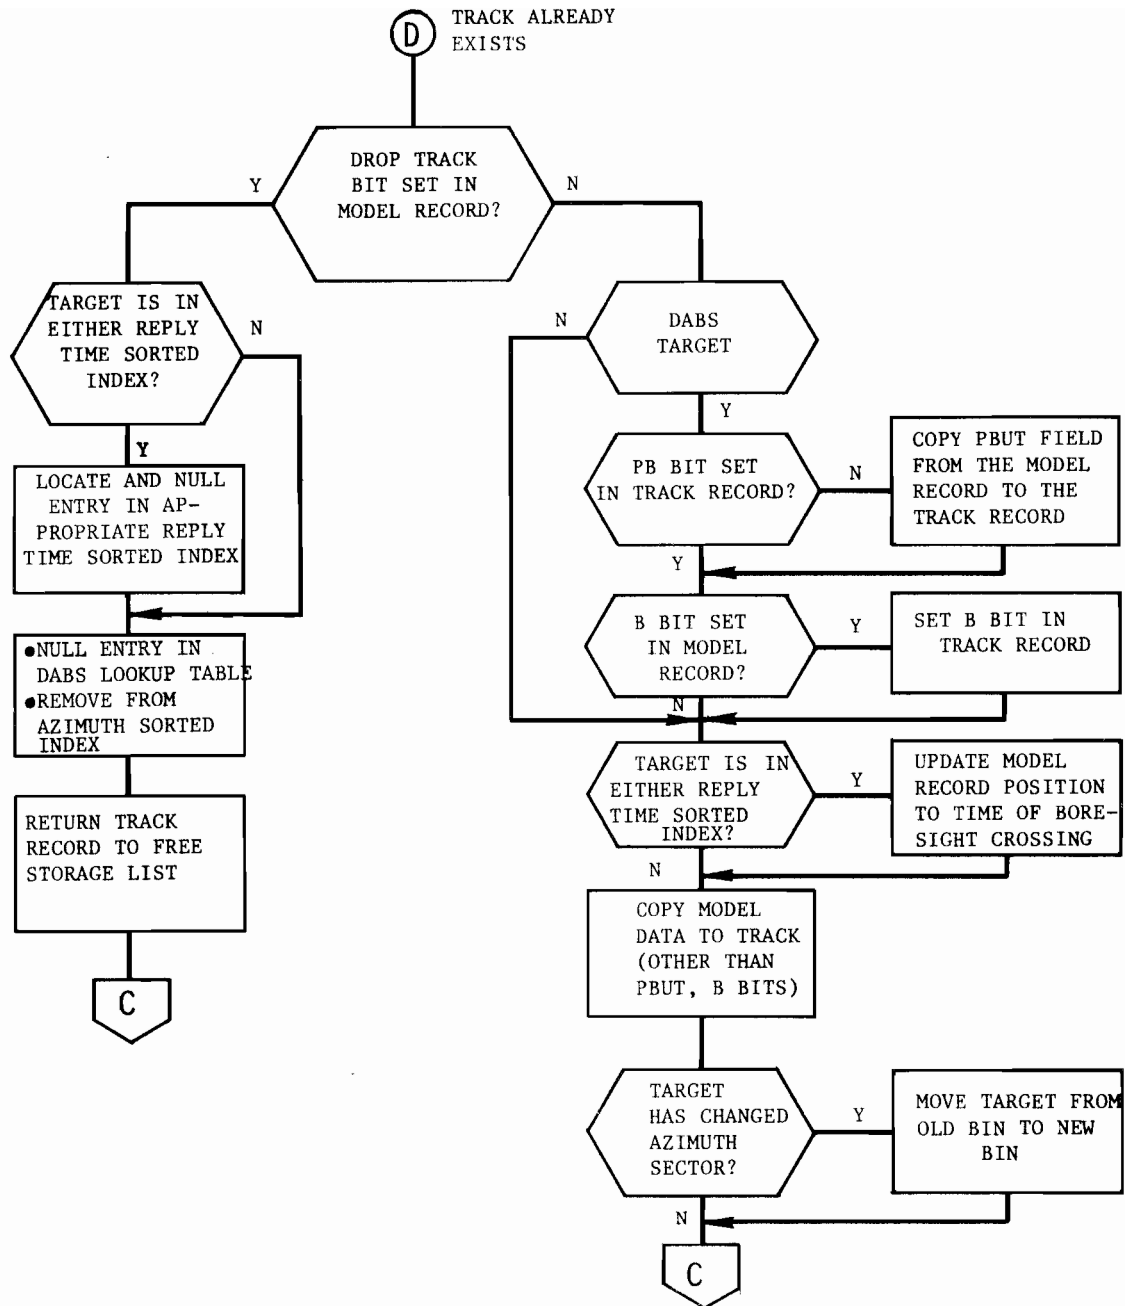 D
TRACK ALREADY
EXISTS
DROP TRACK
BIT SET IN
MODEL RECORD?
Y
N
TARGET IS IN
EITHER REPLY
TIME SORTED
INDEX?
N
Y
LOCATE AND NULL
ENTRY IN AP-
PROPRIATE REPLY
TIME SORTED INDEX
●NULL ENTRY IN
DABS LOOKUP TABLE
●REMOVE FROM
AZIMUTH SORTED
INDEX
RETURN TRACK
RECORD TO FREE
STORAGE LIST
C
DABS
TARGET
N
Y
PB BIT SET
IN TRACK RECORD?
N
Y
COPY PBUT FIELD
FROM THE MODEL
RECORD TO THE
TRACK RECORD
B BIT SET
IN MODEL
RECORD?
Y
N
SET B BIT IN
TRACK RECORD
TARGET IS IN
EITHER REPLY
TIME SORTED
INDEX?
Y
N
UPDATE MODEL
RECORD POSITION
TO TIME OF BORE-
SIGHT CROSSING
COPY MODEL
DATA TO TRACK
(OTHER THAN
PBUT, B BITS)
TARGET
HAS CHANGED
AZIMUTH
SECTOR?
Y
N
MOVE TARGET FROM
OLD BIN TO NEW
BIN
C